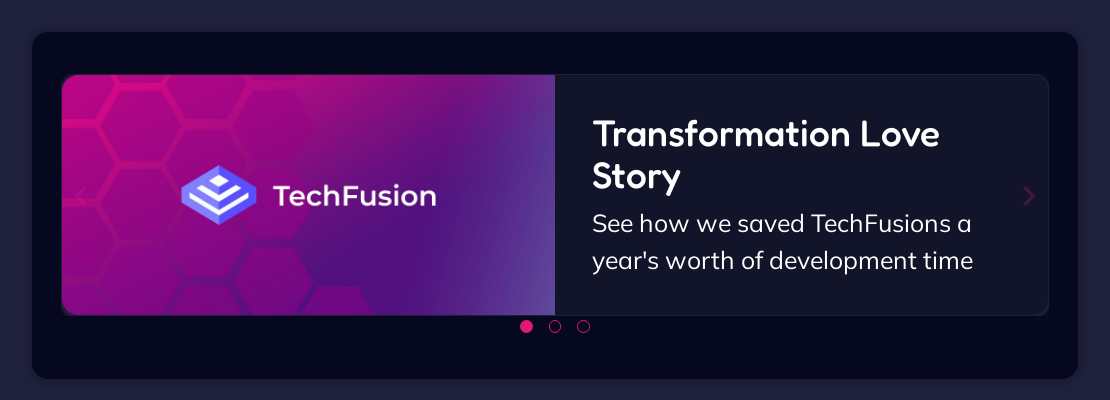 TechFusion
Transformation Love
Story
See how we saved TechFusions a
year's worth of development time